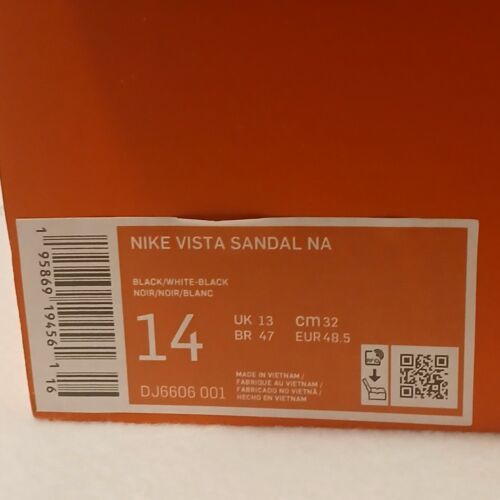 NIKE VISTA SANDAL NA
BLACK/WHITE-BLACK
NOIR/NOIR/BLANC
14
UK 13 cm 32
BR 47 EUR 48.5
DJ6606 001
MADE IN VIETNAM /
FABRIQUÉ AU VIETNAM /
FABRICADO NO VIETNÃ /
HECHO EN VIETNAM
1 95869 19456 1 16